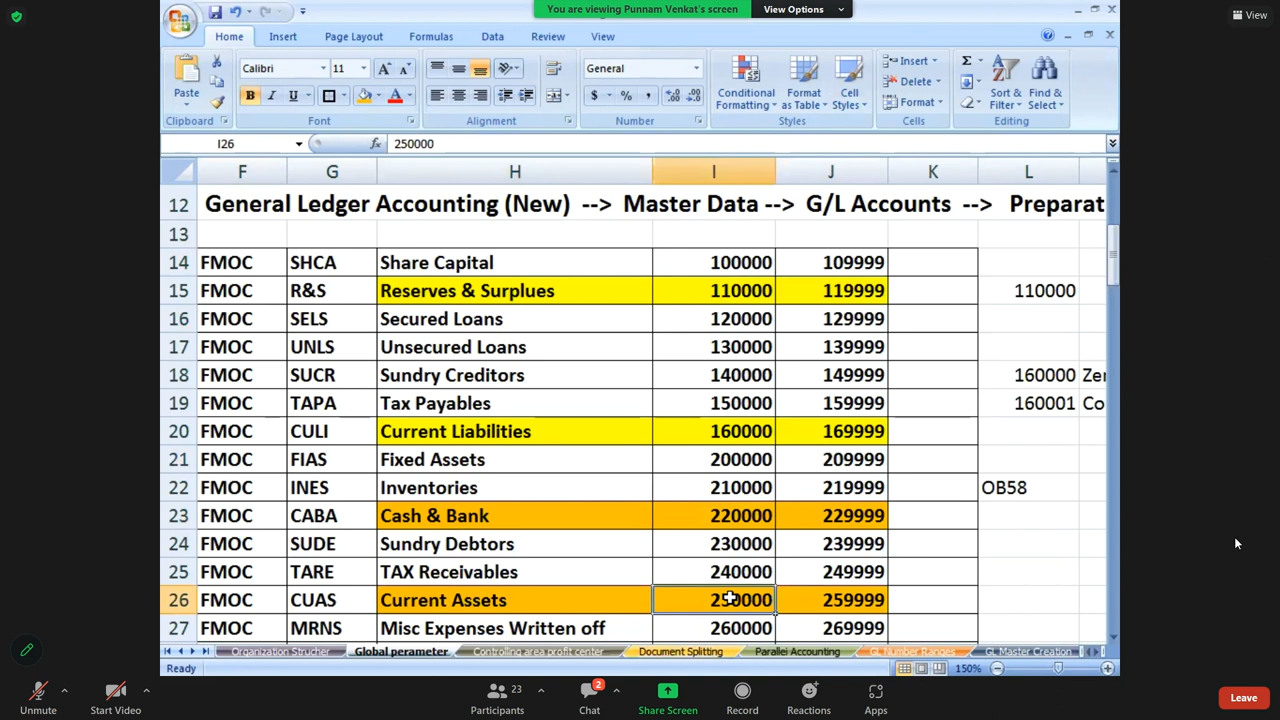 You are viewing Punnam Venkat's screen View Options
View
Home Insert Page Layout Formulas Data Review View
Paste
Calibri 11
General
Conditional Formatting
Format as Table
Cell Styles
Insert
Delete
Format
Sort & Filter
Find & Select
B I U
$ % ,
Clipboard Font Alignment Number Styles Cells Editing
I26 fx 250000
F G H I J K L
12 General Ledger Accounting (New) --> Master Data --> G/L Accounts --> Preparat
13
14 FMOC SHCA Share Capital 100000 109999
15 FMOC R&S Reserves & Surplues 110000 119999 110000
16 FMOC SELS Secured Loans 120000 129999
17 FMOC UNLS Unsecured Loans 130000 139999
18 FMOC SUCR Sundry Creditors 140000 149999 160000 Zer
19 FMOC TAPA Tax Payables 150000 159999 160001 Co
20 FMOC CULI Current Liabilities 160000 169999
21 FMOC FIAS Fixed Assets 200000 209999
22 FMOC INES Inventories 210000 219999 OB58
23 FMOC CABA Cash & Bank 220000 229999
24 FMOC SUDE Sundry Debtors 230000 239999
25 FMOC TARE TAX Receivables 240000 249999
26 FMOC CUAS Current Assets 250000 259999
27 FMOC MRNS Misc Expenses Written off 260000 269999
Organization Strucher Global perameter Controlling area profit center Document Splitting Parallel Accounting GL Number Ranges GL Master Creation
Ready 150%
Unmute Start Video Participants 23 Chat 2 Share Screen Record Reactions Apps Leave